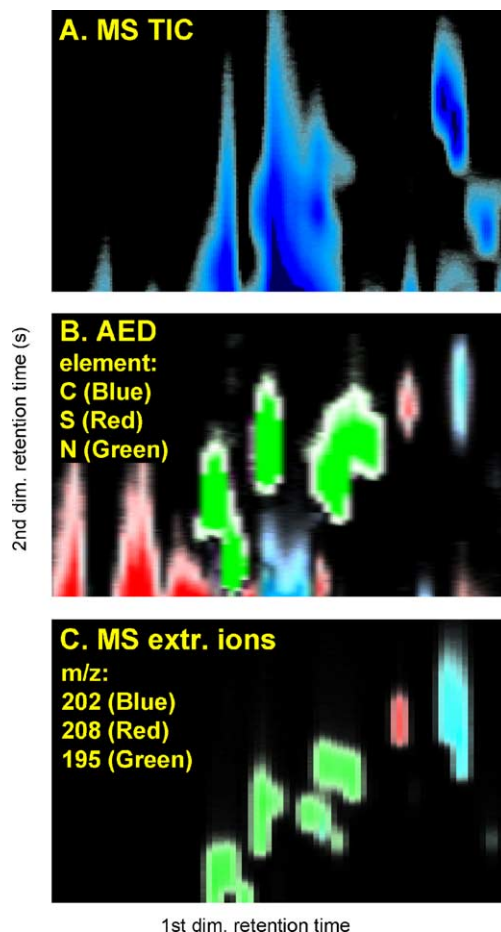 A. MS TIC
B. AED
element:
C (Blue)
S (Red)
N (Green)
2nd dim. retention time (s)
C. MS extr. ions
m/z:
202 (Blue)
208 (Red)
195 (Green)
1st dim. retention time